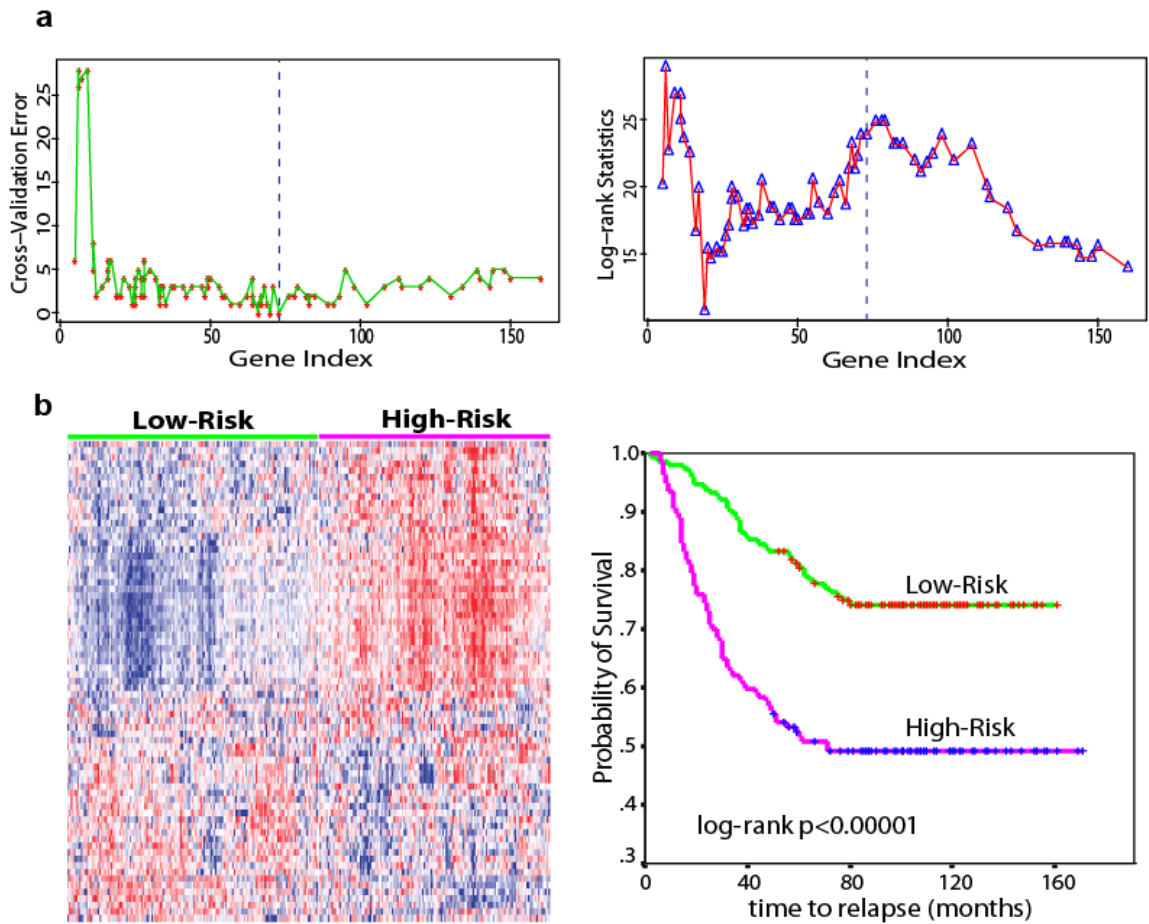 a
Cross-Validation Error
0
5
10
15
20
25
0
50
100
150
Gene Index
Log-rank Statistics
15
20
25
0
50
100
150
Gene Index
b
Low-Risk
High-Risk
Probability of Survival
1.0
.9
.8
.7
.6
.5
.4
.3
Low-Risk
High-Risk
log-rank p<0.00001
0
40
80
120
160
time to relapse (months)